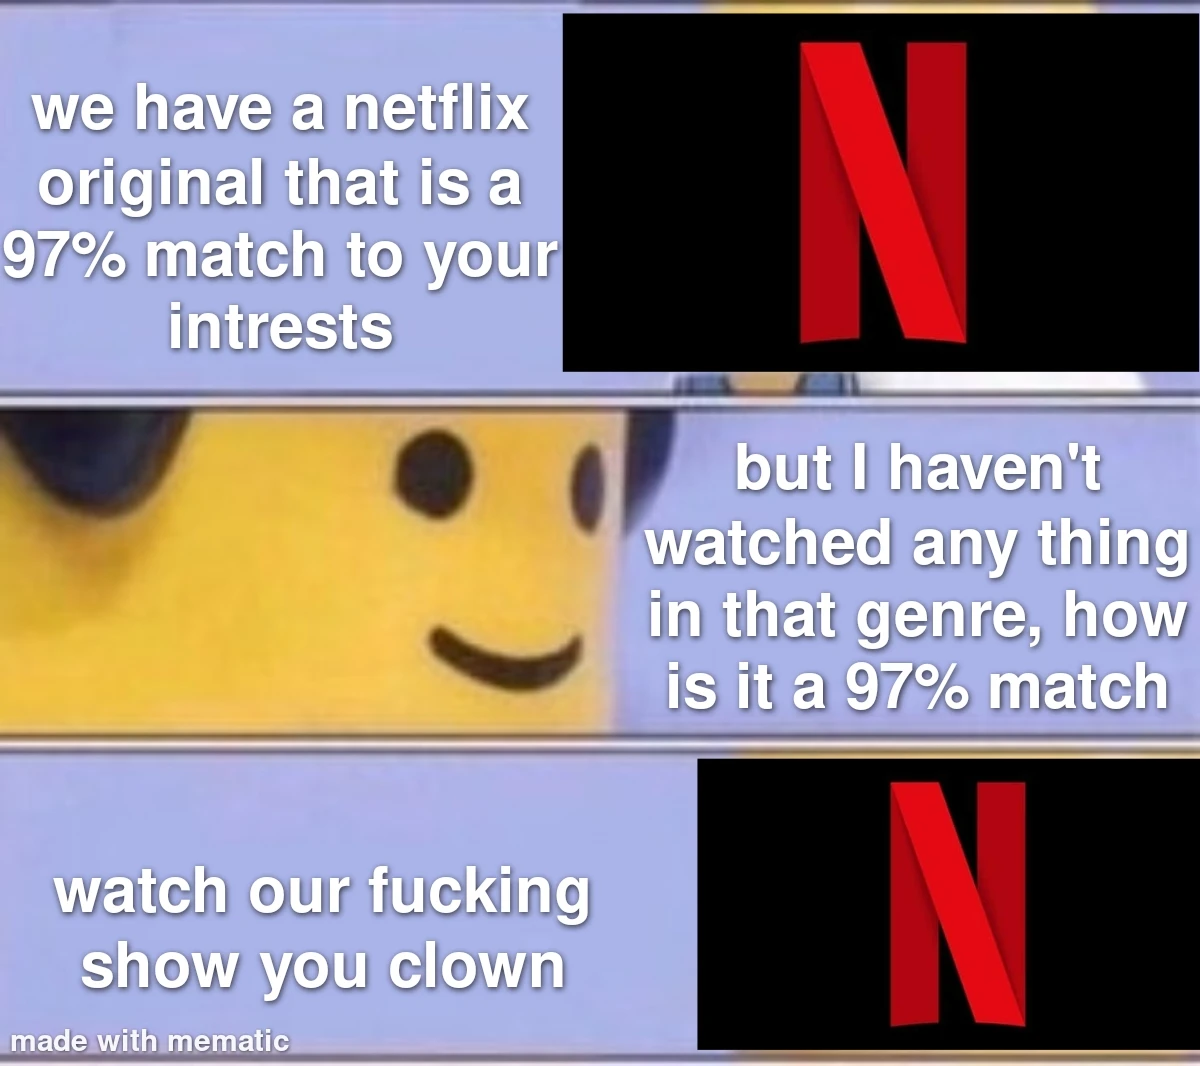 we have a netflix
original that is a
97% match to your
intrests
but I haven't
watched any thing
in that genre, how
is it a 97% match
watch our fucking
show you clown
made with mematic